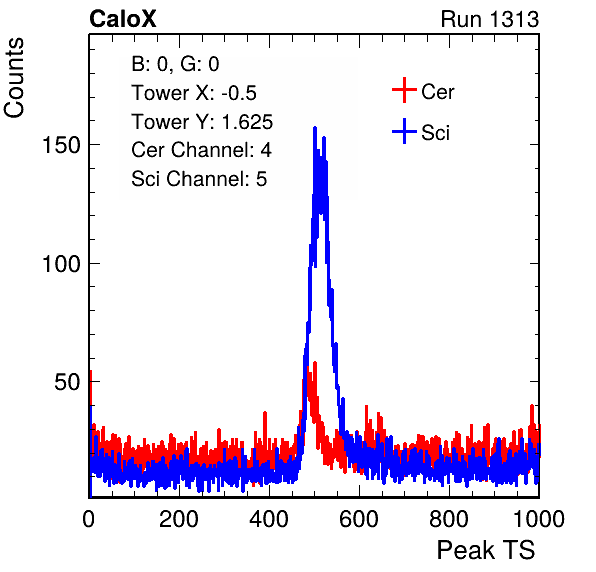 CaloX Run 1313
Counts
B: 0, G: 0
Tower X: -0.5
Tower Y: 1.625
Cer Channel: 4
Sci Channel: 5
Cer
Sci
150
100
50
0 200 400 600 800 1000
Peak TS